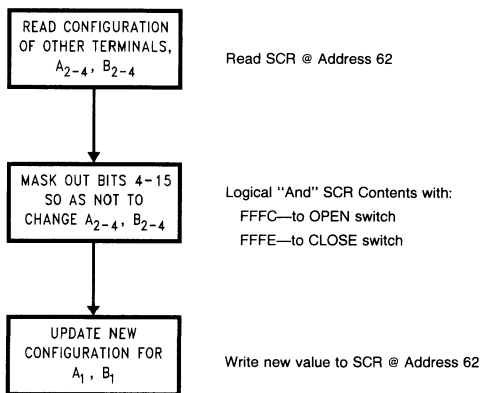 READ CONFIGURATION
OF OTHER TERMINALS,
A2-4, B2-4
Read SCR @ Address 62
MASK OUT BITS 4-15
SO AS NOT TO
CHANGE A2-4, B2-4
Logical "And" SCR Contents with:
FFFC—to OPEN switch
FFFE—to CLOSE switch
UPDATE NEW
CONFIGURATION FOR
A1, B1
Write new value to SCR @ Address 62